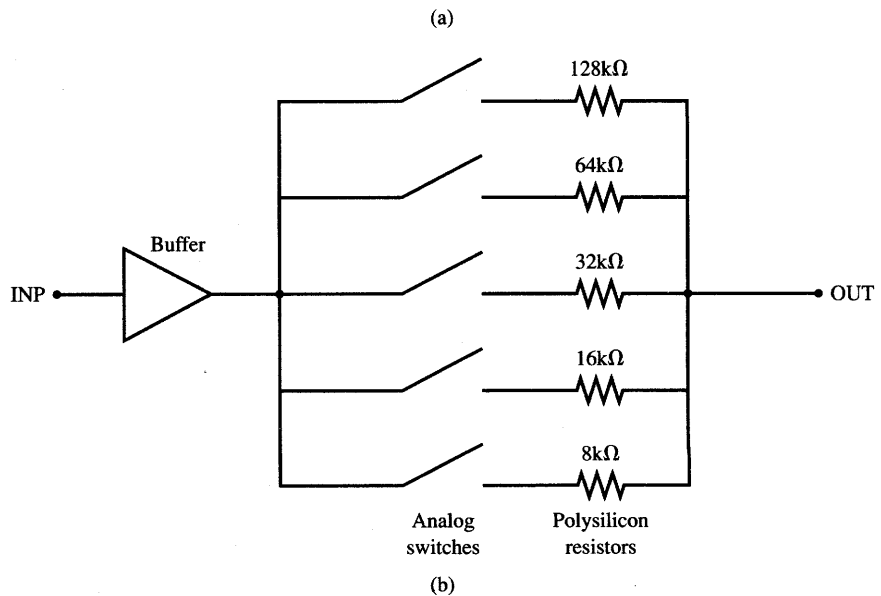 (a)
128kΩ
64kΩ
Buffer
32kΩ
INP
OUT
16kΩ
8kΩ
Analog
switches
Polysilicon
resistors
(b)